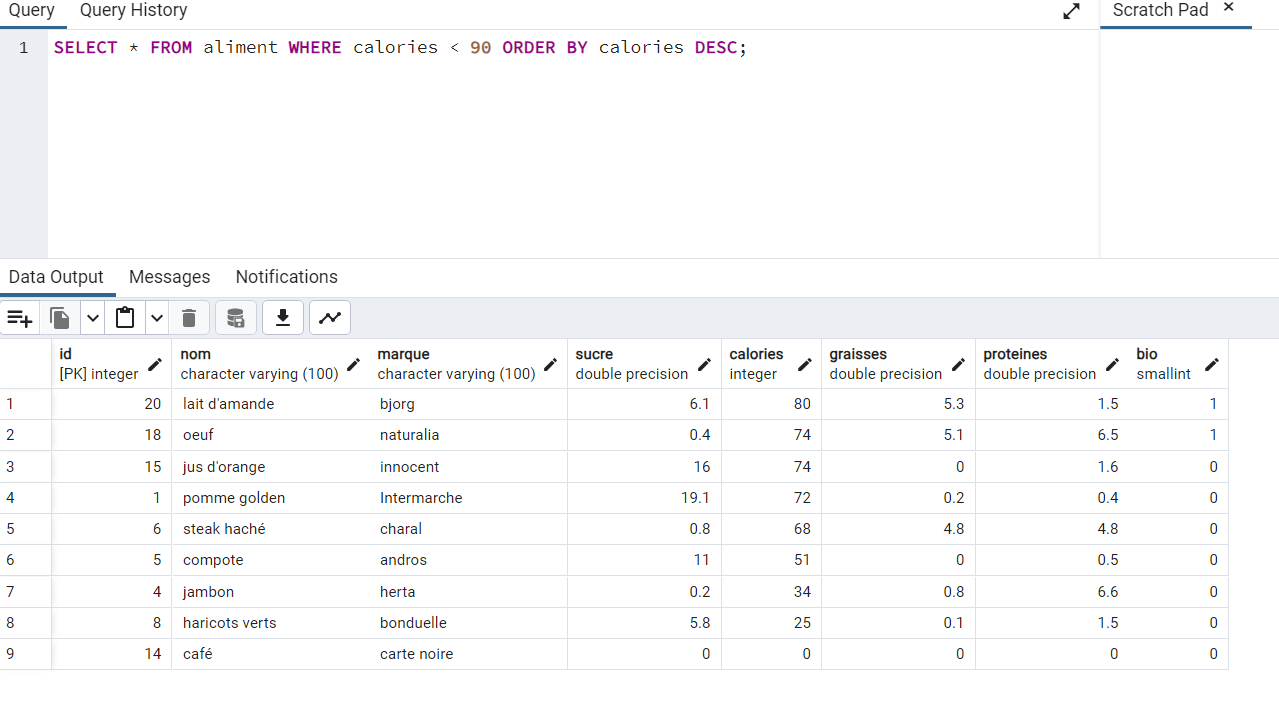 Query Query History Scratch Pad ×
1 SELECT * FROM aliment WHERE calories < 90 ORDER BY calories DESC;
Data Output Messages Notifications
id nom marque sucre calories graisses proteines bio
[PK] integer character varying (100) character varying (100) double precision integer double precision double precision smallint
1 20 lait d'amande bjorg 6.1 80 5.3 1.5 1
2 18 oeuf naturalia 0.4 74 5.1 6.5 1
3 15 jus d'orange innocent 16 74 0 1.6 0
4 1 pomme golden Intermarche 19.1 72 0.2 0.4 0
5 6 steak haché charal 0.8 68 4.8 4.8 0
6 5 compote andros 11 51 0 0.5 0
7 4 jambon herta 0.2 34 0.8 6.6 0
8 8 haricots verts bonduelle 5.8 25 0.1 1.5 0
9 14 café carte noire 0 0 0 0 0